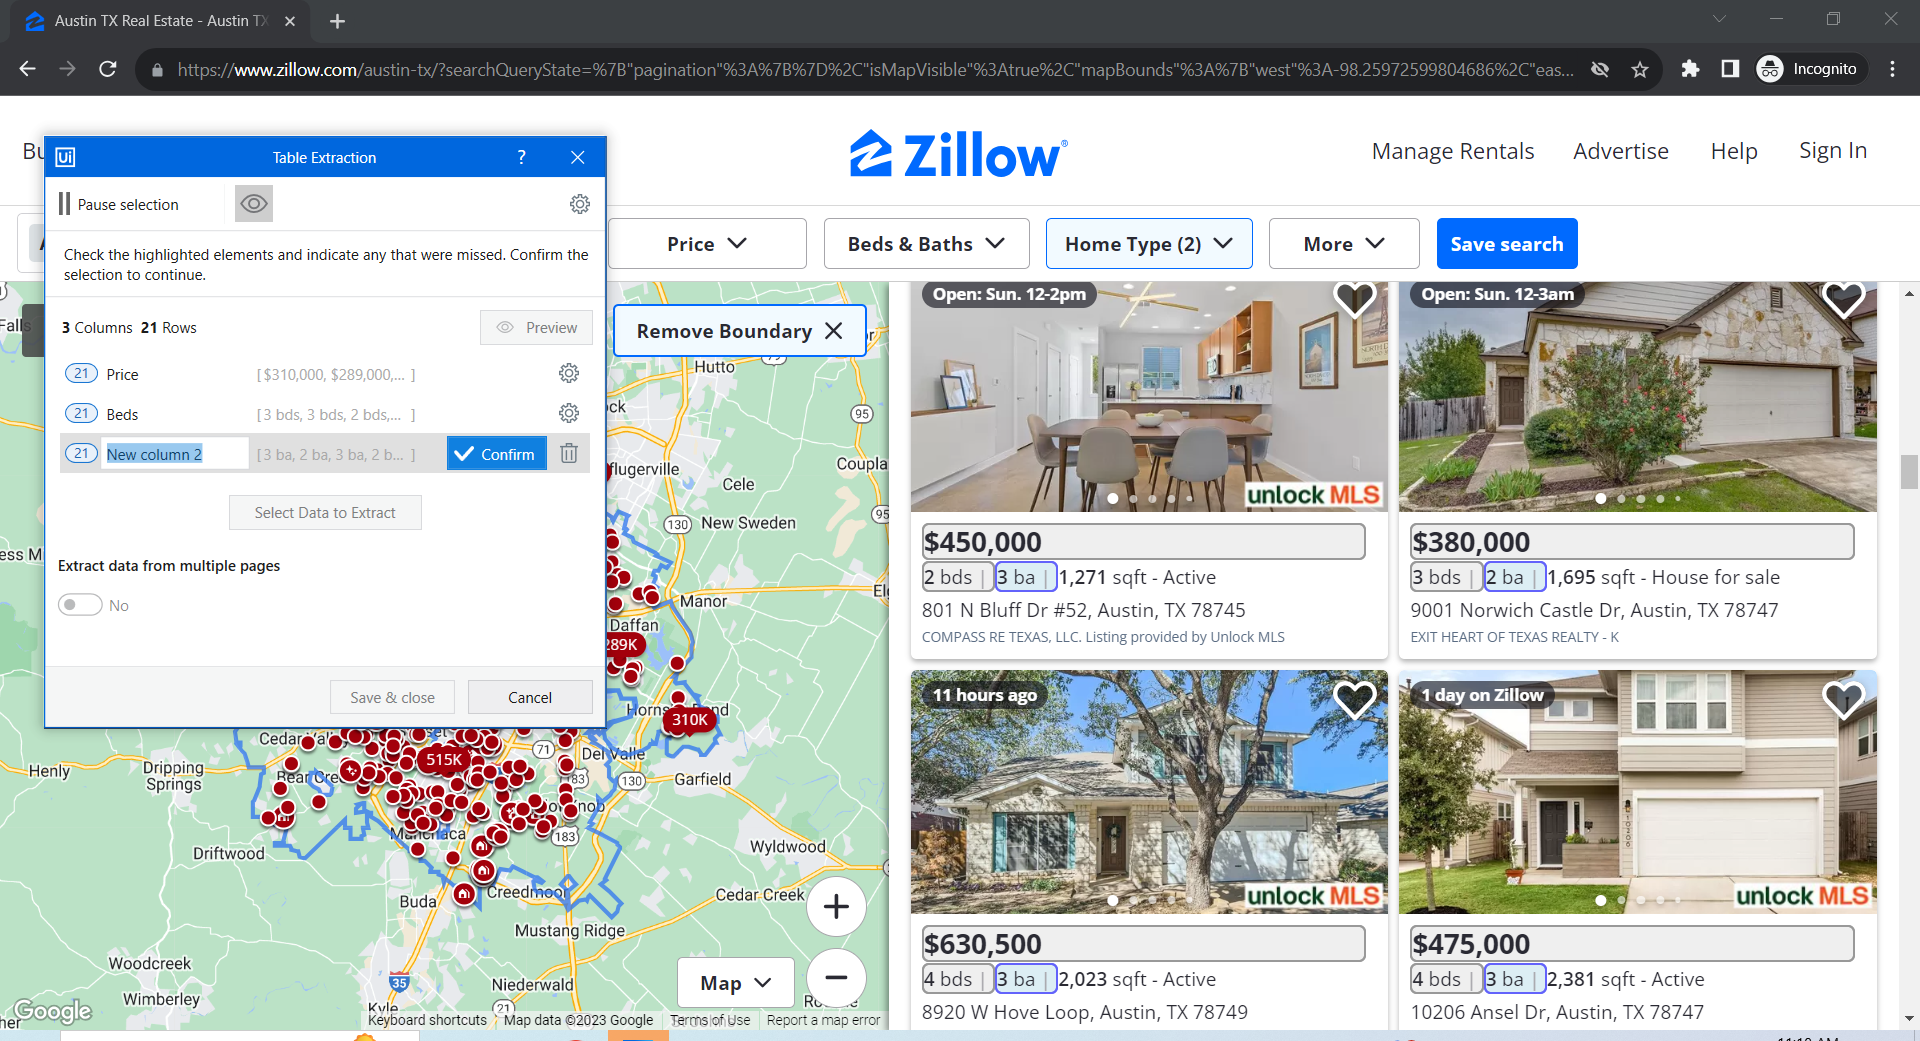 Austin TX Real Estate - Austin TX
https://www.zillow.com/austin-tx/?searchQueryState=%7B"pagination"%3A%7B%7D%2C"isMapVisible"%3Atrue%2C"mapBounds"%3A%7B"west"%3A-98.25972599804686%2C"eas...
Incognito
Zillow
Manage Rentals
Advertise
Help
Sign In
Ui
Table Extraction
?
Pause selection
Check the highlighted elements and indicate any that were missed. Confirm the
selection to continue.
3 Columns 21 Rows
Preview
21 Price [ $310,000, $289,000,... ]
21 Beds [ 3 bds, 3 bds, 2 bds,... ]
21 New column 2 [ 3 ba, 2 ba, 3 ba, 2 b... ] Confirm
Select Data to Extract
Extract data from multiple pages
No
Save & close
Cancel
Price
Beds & Baths
Home Type (2)
More
Save search
Remove Boundary
Hutto
95
Coupla
Cele
95
130
New Sweden
Manor
Daffan
289K
310K
Cedar Valley
515K
71
Del Valle
Henly
Dripping
Springs
183
130
Garfield
Manchaca
183
Driftwood
Wyldwood
Creedmoor
Cedar Creek
Buda
Mustang Ridge
Woodcreek
35
Niederwald
Wimberley
Kyle
21
Map
Google
Keyboard shortcuts
Map data ©2023 Google
Terms of Use
Report a map error
Open: Sun. 12-2pm
unlock MLS
$450,000
2 bds | 3 ba | 1,271 sqft - Active
801 N Bluff Dr #52, Austin, TX 78745
COMPASS RE TEXAS, LLC. Listing provided by Unlock MLS
Open: Sun. 12-3am
$380,000
3 bds | 2 ba | 1,695 sqft - House for sale
9001 Norwich Castle Dr, Austin, TX 78747
EXIT HEART OF TEXAS REALTY - K
11 hours ago
unlock MLS
$630,500
4 bds | 3 ba | 2,023 sqft - Active
8920 W Hove Loop, Austin, TX 78749
1 day on Zillow
unlock MLS
$475,000
4 bds | 3 ba | 2,381 sqft - Active
10206 Ansel Dr, Austin, TX 78747